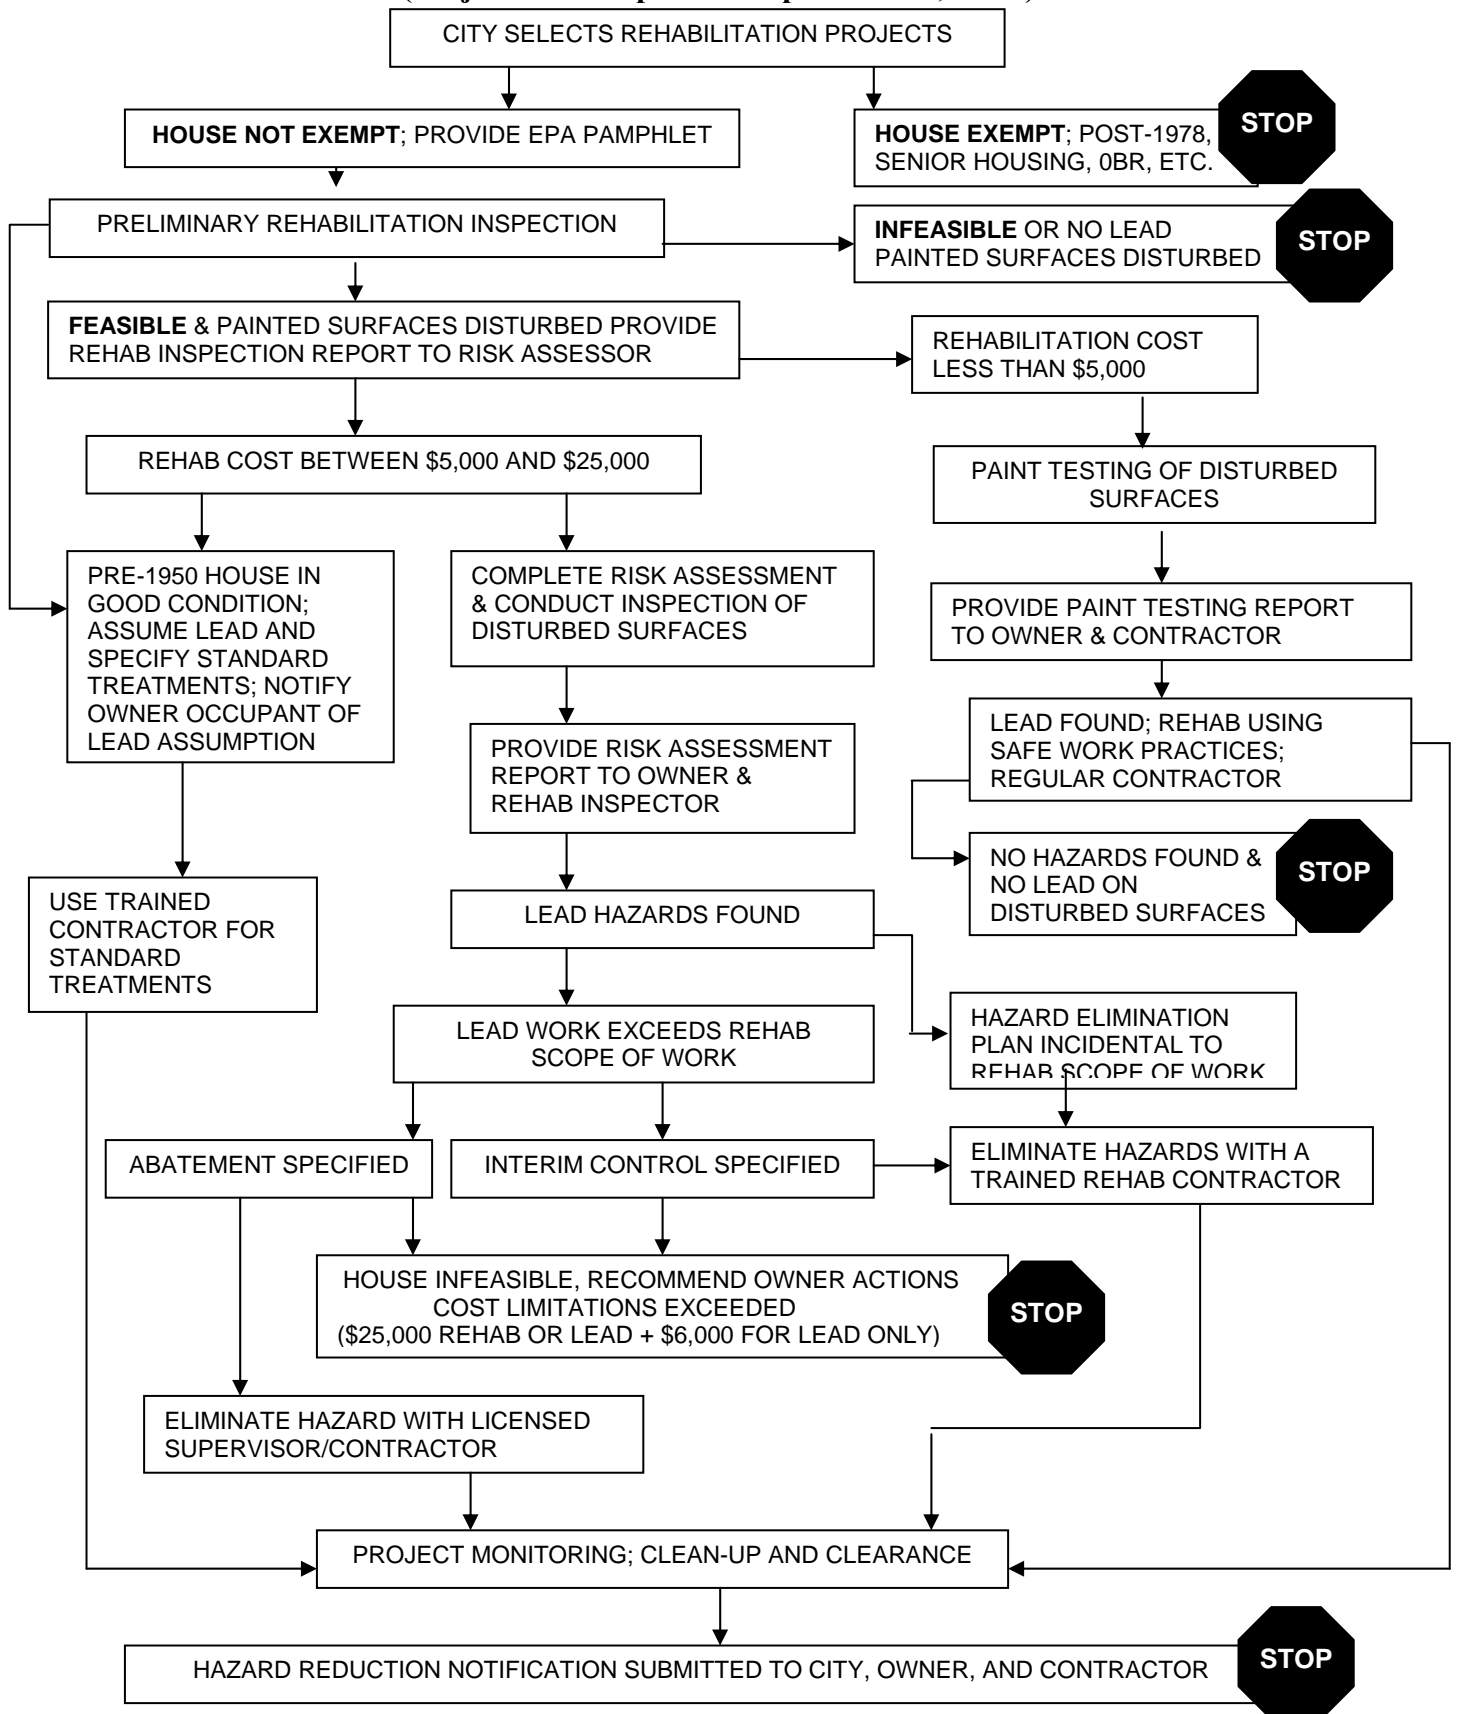 CITY SELECTS REHABILITATION PROJECTS
HOUSE NOT EXEMPT; PROVIDE EPA PAMPHLET
HOUSE EXEMPT; POST-1978,
SENIOR HOUSING, 0BR, ETC.
STOP
PRELIMINARY REHABILITATION INSPECTION
INFEASIBLE OR NO LEAD
PAINTED SURFACES DISTURBED
STOP
FEASIBLE & PAINTED SURFACES DISTURBED PROVIDE
REHAB INSPECTION REPORT TO RISK ASSESSOR
REHABILITATION COST
LESS THAN $5,000
REHAB COST BETWEEN $5,000 AND $25,000
PAINT TESTING OF DISTURBED
SURFACES
PRE-1950 HOUSE IN
GOOD CONDITION;
ASSUME LEAD AND
SPECIFY STANDARD
TREATMENTS; NOTIFY
OWNER OCCUPANT OF
LEAD ASSUMPTION
COMPLETE RISK ASSESSMENT
& CONDUCT INSPECTION OF
DISTURBED SURFACES
PROVIDE PAINT TESTING REPORT
TO OWNER & CONTRACTOR
PROVIDE RISK ASSESSMENT
REPORT TO OWNER &
REHAB INSPECTOR
LEAD FOUND; REHAB USING
SAFE WORK PRACTICES;
REGULAR CONTRACTOR
NO HAZARDS FOUND &
NO LEAD ON
DISTURBED SURFACES
STOP
USE TRAINED
CONTRACTOR FOR
STANDARD
TREATMENTS
LEAD HAZARDS FOUND
LEAD WORK EXCEEDS REHAB
SCOPE OF WORK
HAZARD ELIMINATION
PLAN INCIDENTAL TO
REHAB SCOPE OF WORK
ABATEMENT SPECIFIED
INTERIM CONTROL SPECIFIED
ELIMINATE HAZARDS WITH A
TRAINED REHAB CONTRACTOR
HOUSE INFEASIBLE, RECOMMEND OWNER ACTIONS
COST LIMITATIONS EXCEEDED
($25,000 REHAB OR LEAD + $6,000 FOR LEAD ONLY)
STOP
ELIMINATE HAZARD WITH LICENSED
SUPERVISOR/CONTRACTOR
PROJECT MONITORING; CLEAN-UP AND CLEARANCE
HAZARD REDUCTION NOTIFICATION SUBMITTED TO CITY, OWNER, AND CONTRACTOR
STOP